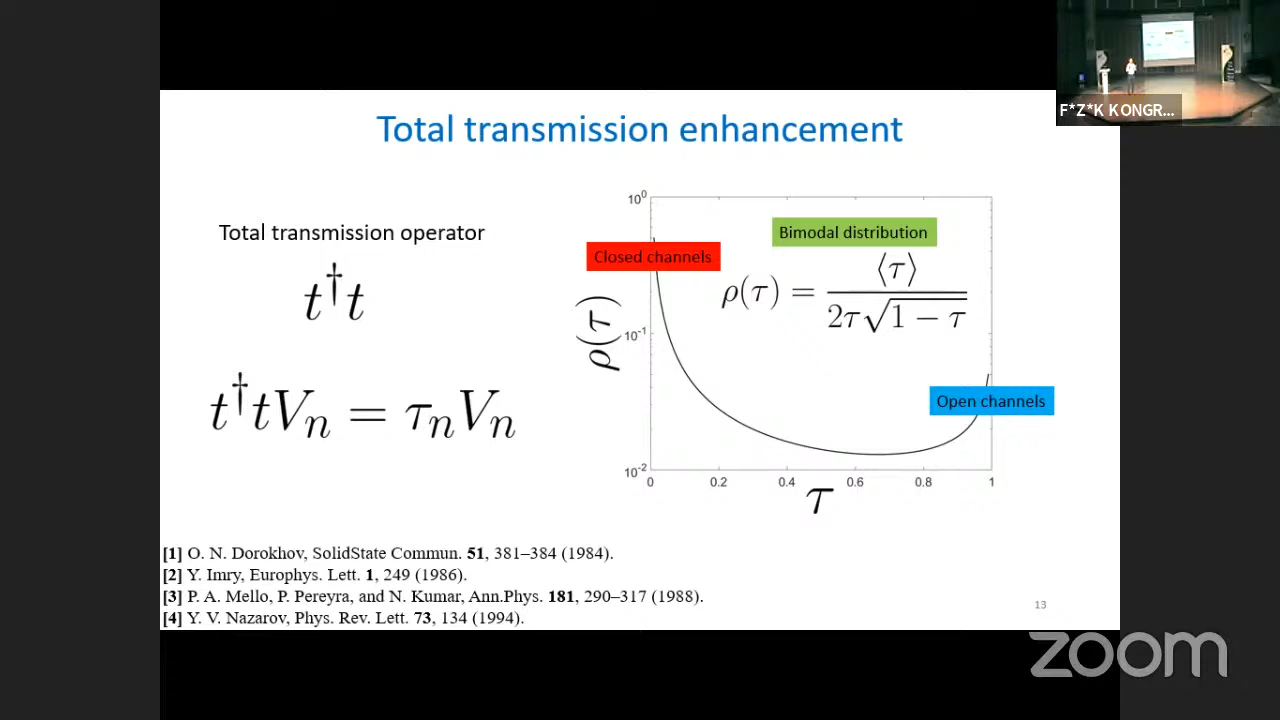 F*Z*K KONGR...
Total transmission enhancement
Total transmission operator
t†t
t†tVₙ = τₙVₙ
Closed channels
Bimodal distribution
ρ(τ) = ⟨τ⟩ / 2τ√1 − τ
Open channels
ρ(τ)
10⁰
10⁻¹
10⁻²
0 0.2 0.4 0.6 0.8 1
τ
[1] O. N. Dorokhov, SolidState Commun. 51, 381–384 (1984).
[2] Y. Imry, Europhys. Lett. 1, 249 (1986).
[3] P. A. Mello, P. Pereyra, and N. Kumar, Ann.Phys. 181, 290–317 (1988).
[4] Y. V. Nazarov, Phys. Rev. Lett. 73, 134 (1994).
13
zoom